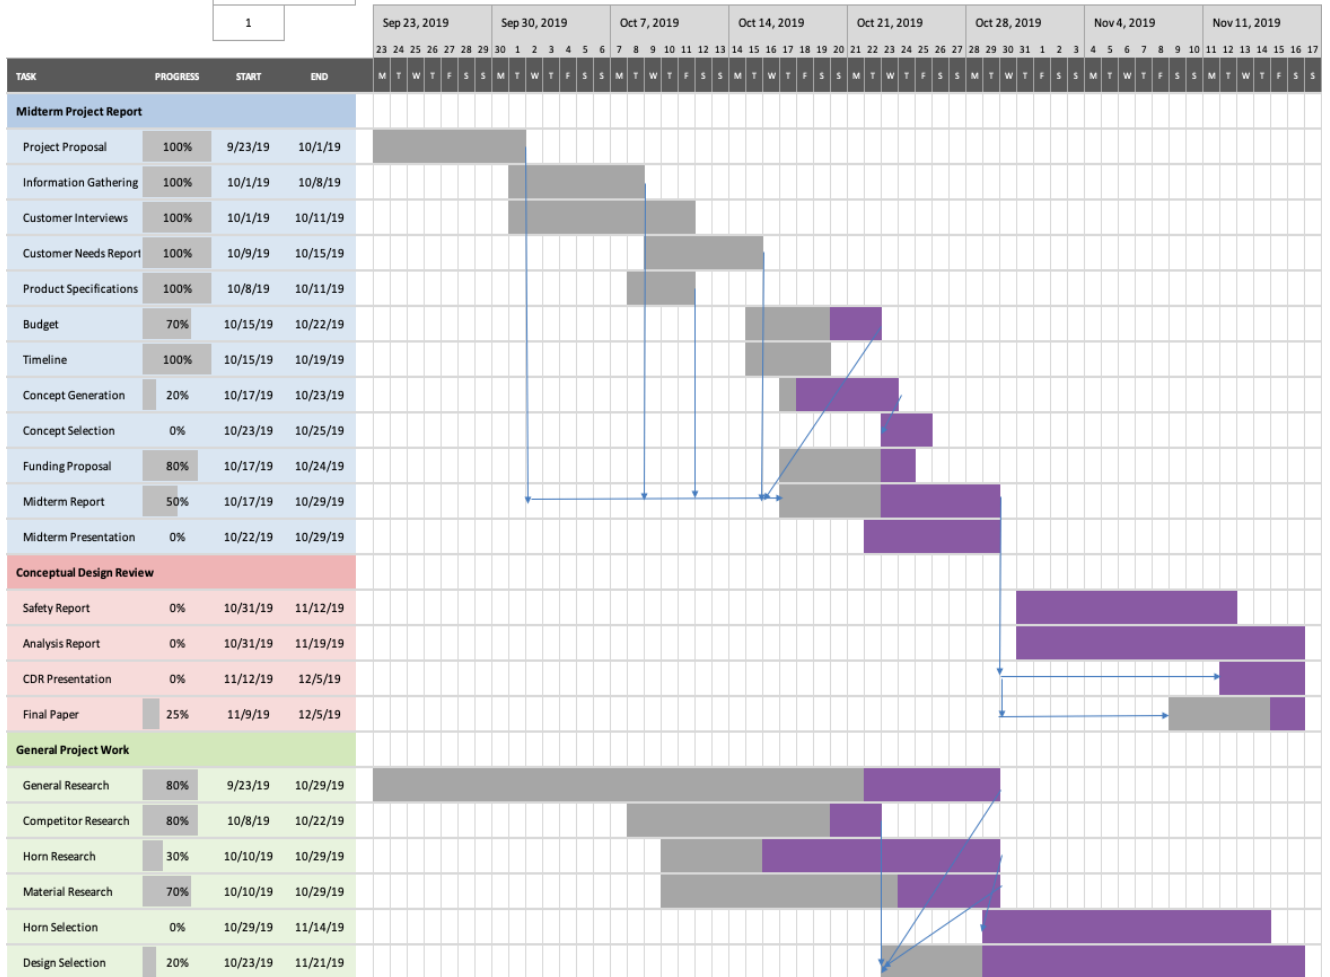 1
Sep 23, 2019 Sep 30, 2019 Oct 7, 2019 Oct 14, 2019 Oct 21, 2019 Oct 28, 2019 Nov 4, 2019 Nov 11, 2019
23 24 25 26 27 28 29 30 1 2 3 4 5 6 7 8 9 10 11 12 13 14 15 16 17 18 19 20 21 22 23 24 25 26 27 28 29 30 31 1 2 3 4 5 6 7 8 9 10 11 12 13 14 15 16 17
TASK PROGRESS START END M T W T F S S M T W T F S S M T W T F S S M T W T F S S M T W T F S S M T W T F S S M T W T F S S M T W T F S S
Midterm Project Report
Project Proposal 100% 9/23/19 10/1/19
Information Gathering 100% 10/1/19 10/8/19
Customer Interviews 100% 10/1/19 10/11/19
Customer Needs Report 100% 10/9/19 10/15/19
Product Specifications 100% 10/8/19 10/11/19
Budget 70% 10/15/19 10/22/19
Timeline 100% 10/15/19 10/19/19
Concept Generation 20% 10/17/19 10/23/19
Concept Selection 0% 10/23/19 10/25/19
Funding Proposal 80% 10/17/19 10/24/19
Midterm Report 50% 10/17/19 10/29/19
Midterm Presentation 0% 10/22/19 10/29/19
Conceptual Design Review
Safety Report 0% 10/31/19 11/12/19
Analysis Report 0% 10/31/19 11/19/19
CDR Presentation 0% 11/12/19 12/5/19
Final Paper 25% 11/9/19 12/5/19
General Project Work
General Research 80% 9/23/19 10/29/19
Competitor Research 80% 10/8/19 10/22/19
Horn Research 30% 10/10/19 10/29/19
Material Research 70% 10/10/19 10/29/19
Horn Selection 0% 10/29/19 11/14/19
Design Selection 20% 10/23/19 11/21/19